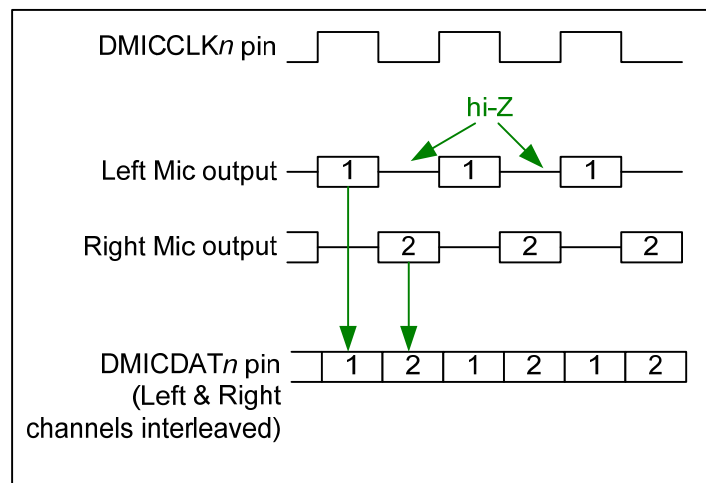 DMICCLKn pin
hi-Z
Left Mic output
1 1 1
Right Mic output
2 2 2
DMICDATn pin
(Left & Right
channels interleaved)
1 2 1 2 1 2